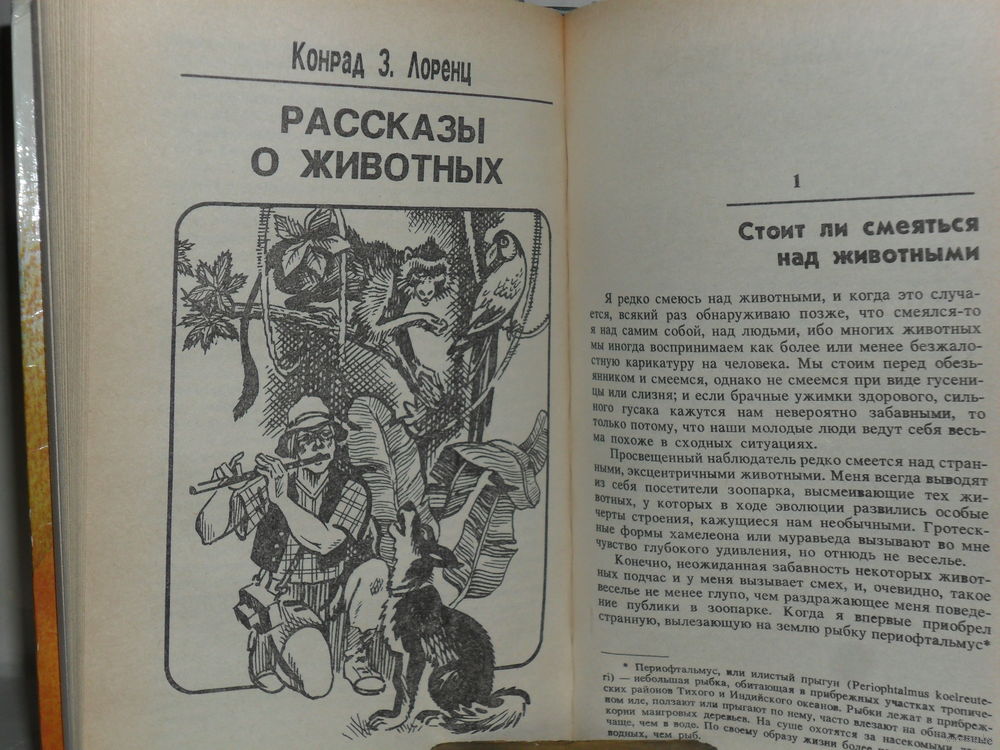 Конрад З. Лоренц
РАССКАЗЫ
О ЖИВОТНЫХ
1
Стоит ли смеяться
над животными
Я редко смеюсь над животными, и когда это случа-
ется, всякий раз обнаруживаю позже, что смеялся-то
я над самим собой, над людьми, ибо многих животных
мы иногда воспринимаем как более или менее безжало-
стную карикатуру на человека. Мы стоим перед обезь-
янником и смеемся, однако не смеемся при виде гусени-
цы или слизня; и если брачные ужимки здорового, силь-
ного гусака кажутся нам невероятно забавными, то
только потому, что наши молодые люди ведут себя весь-
ма похоже в сходных ситуациях.
Просвещенный наблюдатель редко смеется над стран-
ными, эксцентричными животными. Меня всегда выводят
из себя посетители зоопарка, высмеивающие тех жи-
вотных, у которых в ходе эволюции развились особые
черты строения, кажущиеся нам необычными. Гротеск-
ные формы хамелеона или муравьеда вызывают во мне
чувство глубокого удивления, но отнюдь не веселье.
Конечно, неожиданная забавность некоторых живот-
ных подчас и у меня вызывает смех, и, очевидно, такое
веселье не менее глупо, чем раздражающее меня поведе-
ние публики в зоопарке. Когда я впервые приобрел
странную, вылезающую на землю рыбку периофтальмус*
* Периофтальмус, или илистый прыгун (Periophtalmus koelreute-
ri) — небольшая рыбка, обитающая в прибрежных участках тропиче-
ских районов Тихого и Индийского океанов. Рыбки лежат в прибреж-
ном иле, ползают или прыгают по нему, часто влезают на обнаженные
корни мангровых деревьев. На суше охотятся за насекомыми
чаще, чем в воде. По своему образу жизни более
водных, чем рыб.